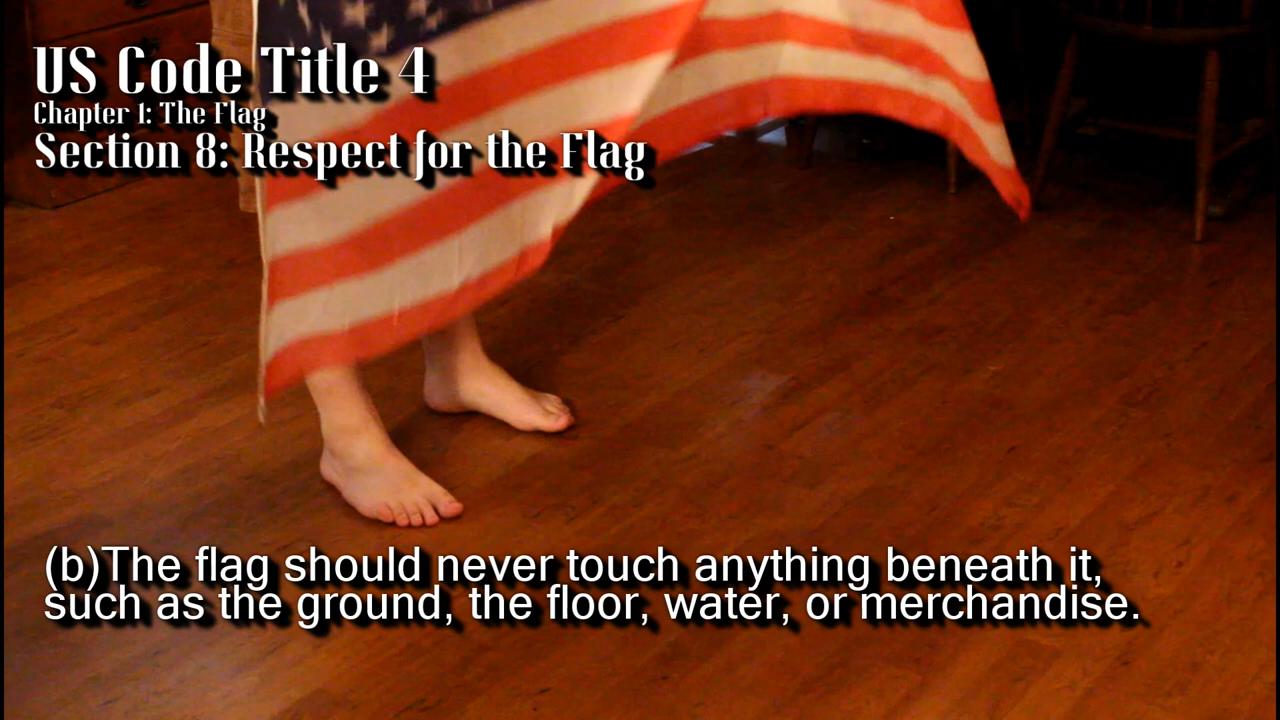 US Code Title 4
Chapter 1: The Flag
Section 8: Respect for the Flag
(b)The flag should never touch anything beneath it,
such as the ground, the floor, water, or merchandise.